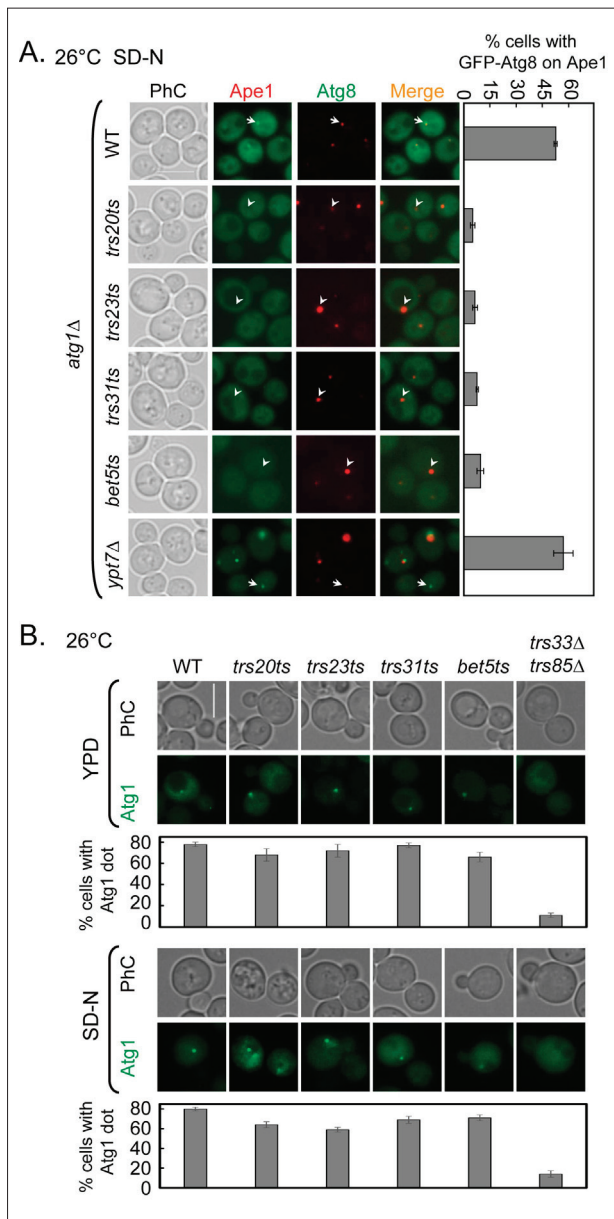 A. 26°C SD-N
% cells with
GFP-Atg8 on Ape1
PhC Ape1 Atg8 Merge
0 15 30 45 60
atg1Δ
WT
trs20ts
trs23ts
trs31ts
bet5ts
ypt7Δ
B. 26°C
WT trs20ts trs23ts trs31ts bet5ts trs33Δ
trs85Δ
YPD
PhC
Atg1
% cells with
Atg1 dot
80
60
40
20
0
SD-N
PhC
Atg1
% cells with
Atg1 dot
80
60
40
20
0